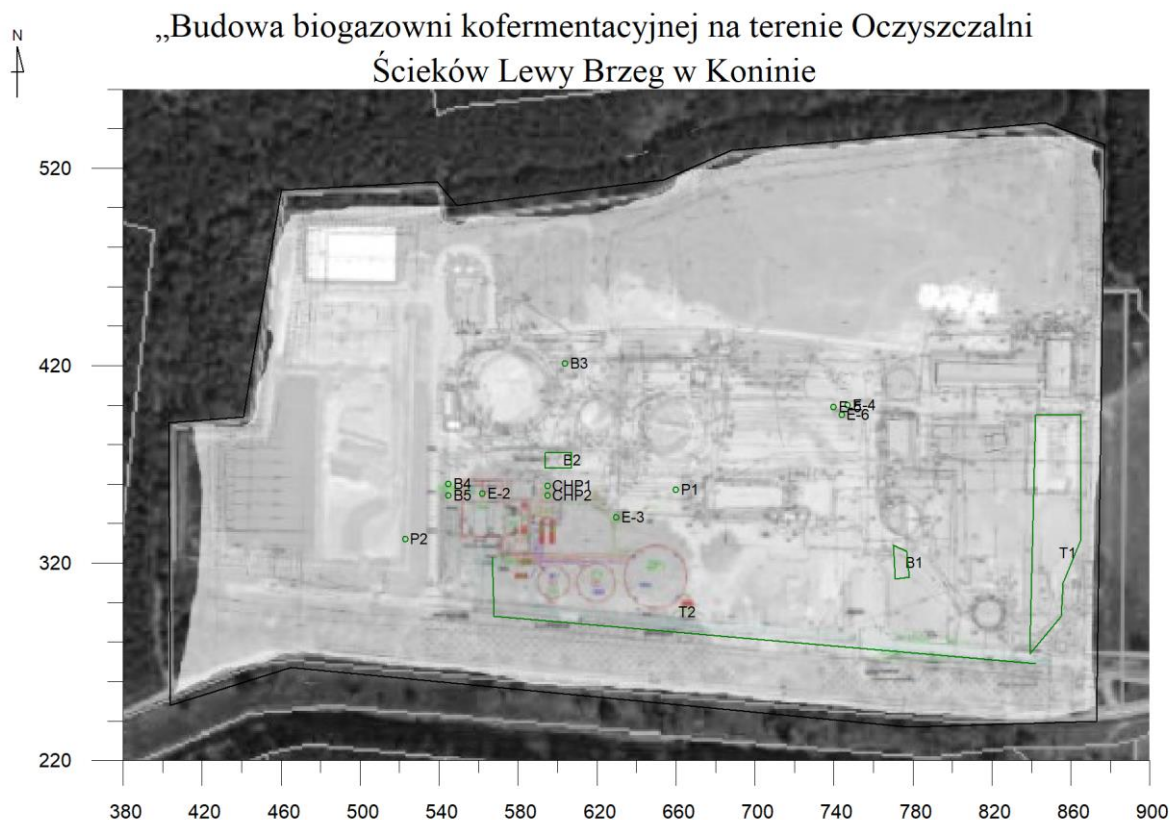 „Budowa biogazowni kofermentacyjnej na terenie Oczyszczalni
Ścieków Lewy Brzeg w Koninie
N
520
420
320
220
B3
E-4
E-5
E-6
B2
B4
CHP1
P1
B5
E-2
CHP2
E-3
P2
B1
T1
T2
380 420 460 500 540 580 620 660 700 740 780 820 860 900